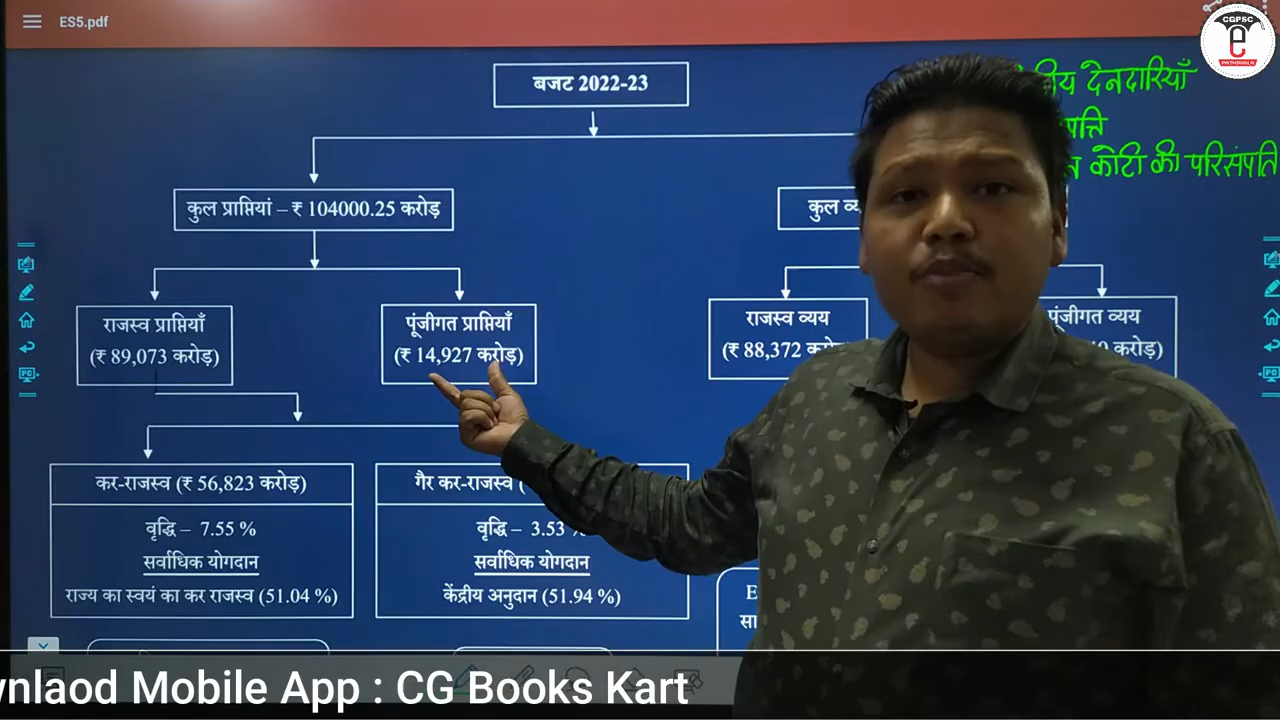 ES5.pdf
CGPSC
e
PATHSHALA
बजट 2022-23
देनदारियाँ
कोटी की परिसंपति
कुल प्राप्तियां – ₹ 104000.25 करोड़
कुल
राजस्व प्राप्तियाँ
(₹ 89,073 करोड़)
पूंजीगत प्राप्तियाँ
(₹ 14,927 करोड़)
राजस्व व्यय
(₹ 88,372
पूंजीगत व्यय
करोड़)
कर-राजस्व (₹ 56,823 करोड़)
वृद्धि – 7.55 %
सर्वाधिक योगदान
राज्य का स्वयं का कर राजस्व (51.04 %)
गैर कर-राजस्व (
वृद्धि – 3.53 %
सर्वाधिक योगदान
केंद्रीय अनुदान (51.94 %)
wnlaod Mobile App : CG Books Kart